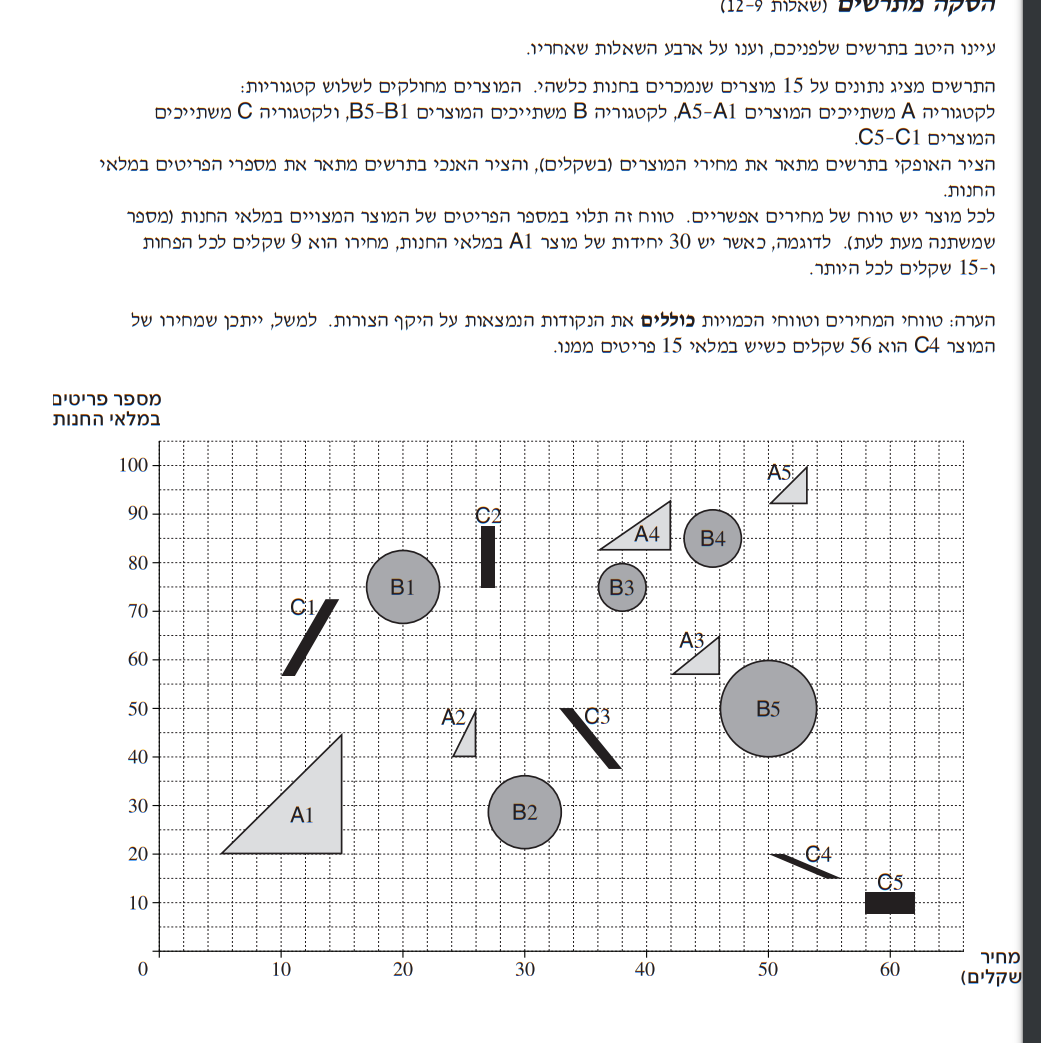 הסקה מתרשים (שאלות 12-9)
עיינו היטב בתרשים שלפניכם, וענו על ארבע השאלות שאחריו.
התרשים מציג נתונים על 15 מוצרים שנמכרים בחנות כלשהי. המוצרים מחולקים לשלוש קטגוריות:
לקטגוריה A משתייכים המוצרים A5-A1, לקטגוריה B משתייכים המוצרים B5-B1, ולקטגוריה C משתייכים
המוצרים C5-C1.
הציר האופקי בתרשים מתאר את מחירי המוצרים (בשקלים), והציר האנכי בתרשים מתאר את מספרי הפריטים במלאי
החנות.
לכל מוצר יש טווח של מחירים אפשריים. טווח זה תלוי במספר הפריטים של המוצר המצויים במלאי החנות (מספר
שמשתנה מעת לעת). לדוגמה, כאשר יש 30 יחידות של מוצר A1 במלאי החנות, מחירו הוא 9 שקלים לכל הפחות
ו-15 שקלים לכל היותר.
הערה: טווחי המחירים וטווחי הכמויות כוללים את הנקודות הנמצאות על היקף הצורות. למשל, ייתכן שמחירו של
המוצר C4 הוא 56 שקלים כשיש במלאי 15 פריטים ממנו.
מספר פריטים
במלאי החנות
100
A5
90
C2
A4
B4
80
B1
B3
70
C1
A3
60
50
A2
C3
B5
40
30
A1
B2
20
C4
C5
10
0
10
20
30
40
50
60
מחיר
שקלים)